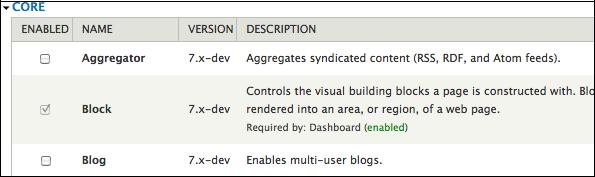 CORE
ENABLED NAME VERSION DESCRIPTION
Aggregator 7.x-dev Aggregates syndicated content (RSS, RDF, and Atom feeds).
Controls the visual building blocks a page is constructed with.
Block 7.x-dev rendered into an area, or region, of a web page.
Required by: Dashboard (enabled)
Blog 7.x-dev Enables multi-user blogs.